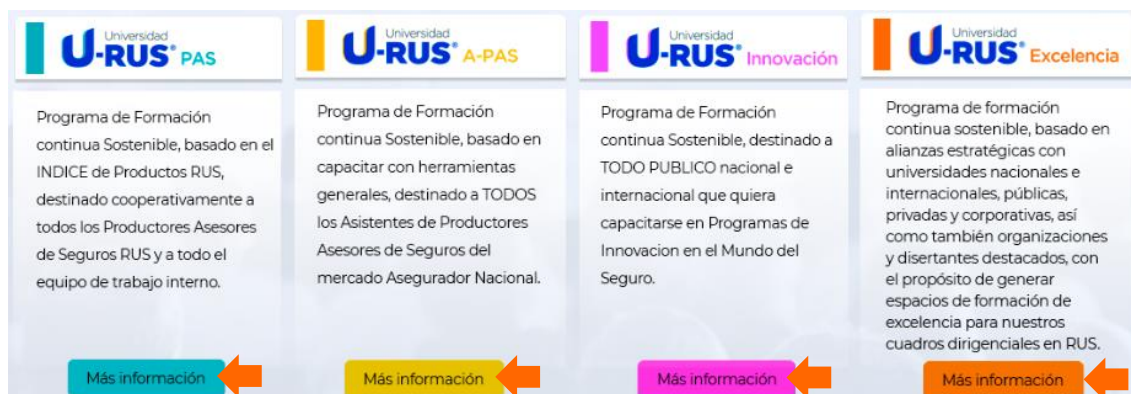 Universidad
U-RUS® PAS
Programa de Formación
continua Sostenible, basado en el
INDICE de Productos RUS,
destinado cooperativamente a
todos los Productores Asesores
de Seguros RUS y a todo el
equipo de trabajo interno.
Más información
Universidad
U-RUS® A-PAS
Programa de Formación
continua Sostenible, basado en
capacitar con herramientas
generales, destinado a TODOS
los Asistentes de Productores
Asesores de Seguros del
mercado Asegurador Nacional.
Más información
Universidad
U-RUS® Innovación
Programa de Formación
continua Sostenible, destinado a
TODO PUBLICO nacional e
internacional que quiera
capacitarse en Programas de
Innovacion en el Mundo del
Seguro.
Más información
Universidad
U-RUS® Excelencia
Programa de formación
continua sostenible, basado en
alianzas estratégicas con
universidades nacionales e
internacionales, públicas,
privadas y corporativas, así
como también organizaciones
y disertantes destacados, con
el propósito de generar
espacios de formación de
excelencia para nuestros
cuadros dirigenciales en RUS.
Más información